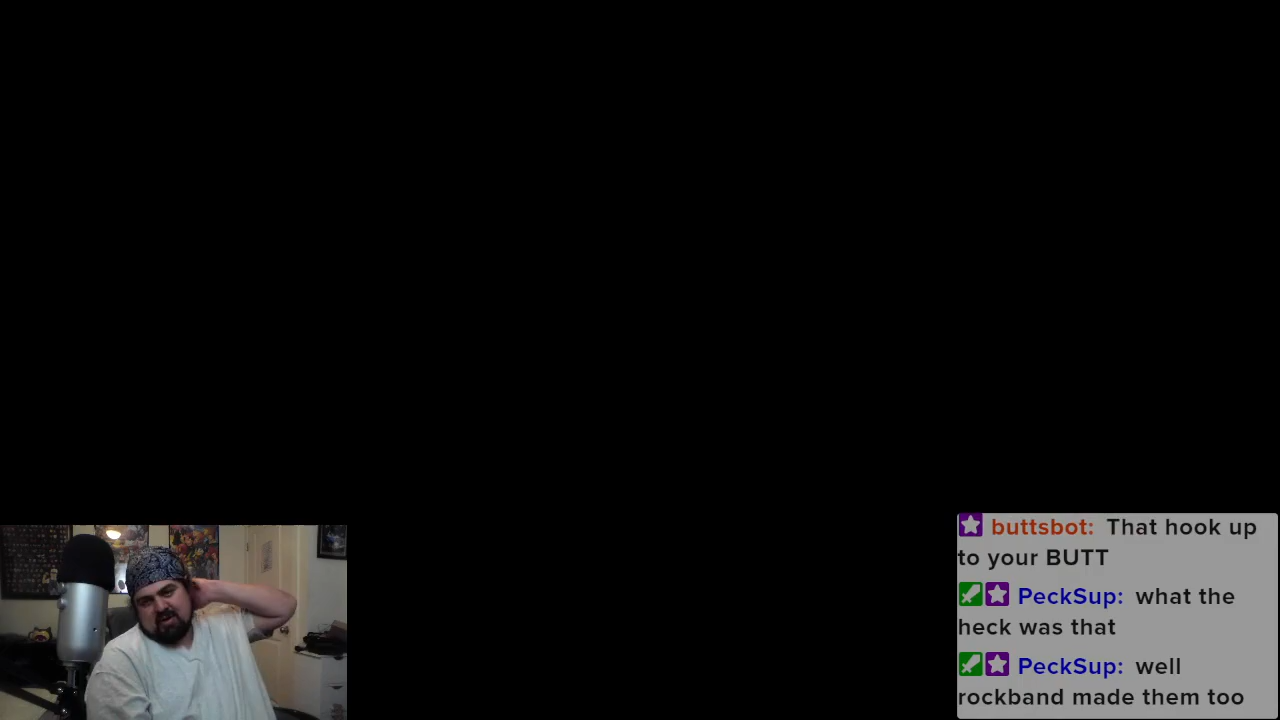 buttsbot: That hook up
to your BUTT
PeckSup: what the
heck was that
PeckSup: well
rockband made them too